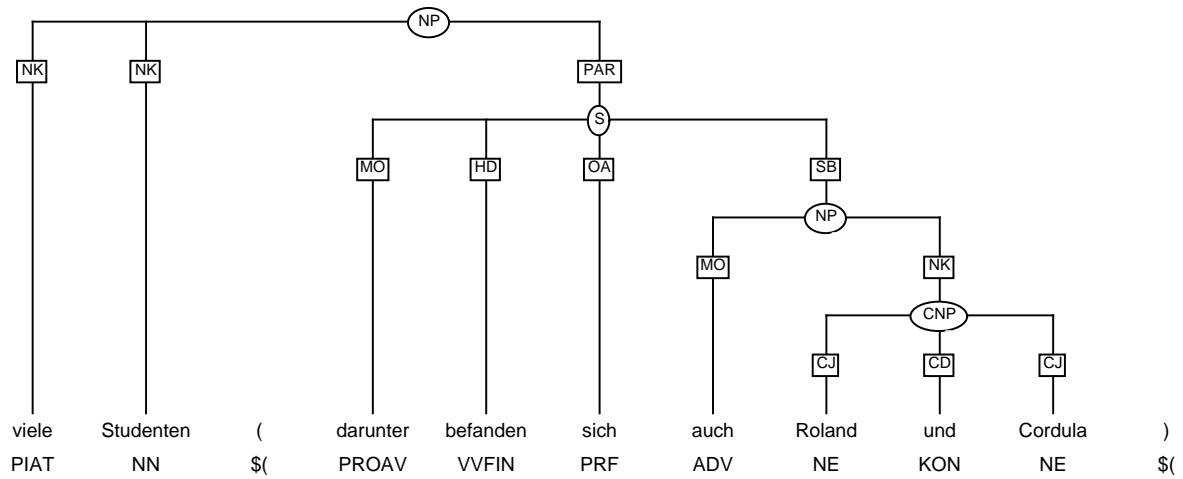 NP
NK NK PAR
S
MO HD OA SB
NP
MO NK
CNP
CJ CD CJ
viele Studenten ( darunter befanden sich auch Roland und Cordula )
PIAT NN $( PROAV VVFIN PRF ADV NE KON NE $(